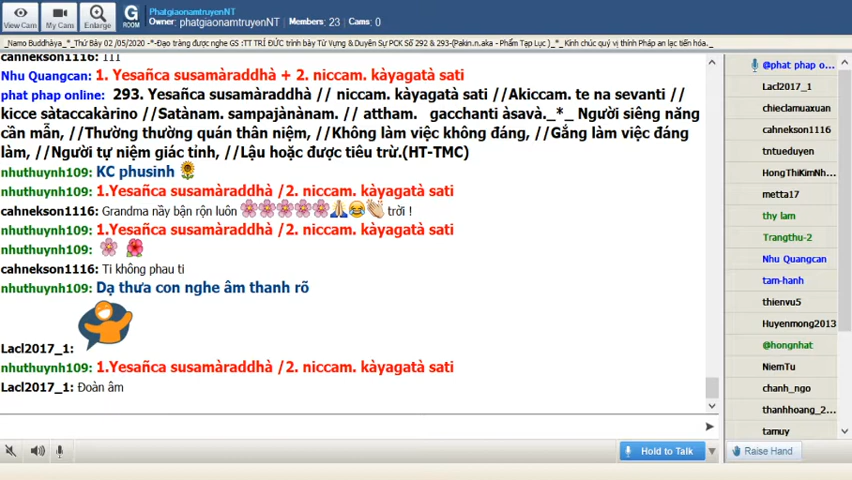 View Cam
My Cams
Enlarge
G
ROOM
PhatgiaonamtruyenNT
Owner: phatgiaonamtruyenNT | Members: 23 | Cams: 0
_Namo Buddhàya_*_Thứ Bảy 02 /05/2020 -*-Đạo tràng được nghe GS :TT TRÍ ĐỨC trình bày Từ Vựng & Duyên Sự PCK Số 292 & 293-(Pakin.n.aka - Phẩm Tạp Lục )_*_ Kính chúc quý vị thính Pháp an lạc tiến hóa._
cahnekson1116: 111
Nhu Quangcan: 1. Yesañca susamàraddhà + 2. niccam. kàyagatà sati
phat phap online: 293. Yesañca susamàraddhà // niccam. kàyagatà sati //Akiccam. te na sevanti //
kicce sàtaccakàrino //Satànam. sampajànànam. // attham. gacchanti àsavà._*_ Người siêng năng
cần mẫn, //Thường thường quán thân niệm, //Không làm việc không đáng, //Gắng làm việc đáng
làm, //Người tự niệm giác tỉnh, //Lậu hoặc được tiêu trừ.(HT-TMC)
nhuthuynh109: KC phusinh
nhuthuynh109: 1.Yesañca susamàraddhà /2. niccam. kàyagatà sati
cahnekson1116: Grandma nầy bận rộn luôn trời !
nhuthuynh109: 1.Yesañca susamàraddhà /2. niccam. kàyagatà sati
nhuthuynh109:
cahnekson1116: Ti không phau ti
nhuthuynh109: Dạ thưa con nghe âm thanh rõ
Lacl2017_1:
nhuthuynh109: 1.Yesañca susamàraddhà /2. niccam. kàyagatà sati
Lacl2017_1: Đoàn âm
Hold to Talk
@phat phap o...
Lacl2017_1
chieclamuaxuan
cahnekson1116
tntueduyen
HongThiKimNh...
metta17
thy lam
Trangthu-2
Nhu Quangcan
tam-hanh
thienvu5
Huyenmong2013
@hongnhat
NiemTu
chanh_ngo
thanhhoang_2...
tamuy
Raise Hand